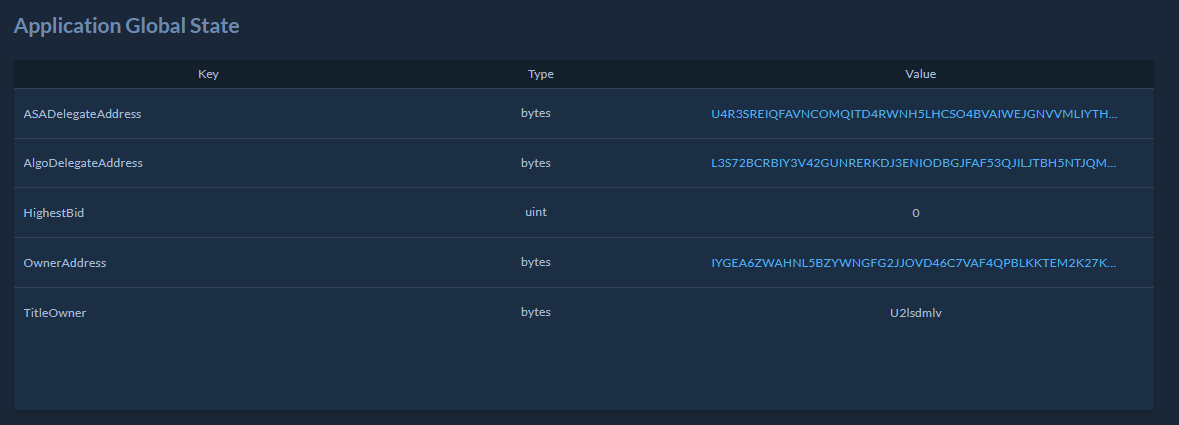 Application Global State
Key Type Value
ASADelegateAddress bytes U4R3SREIQFAVNCOMQITD4RWNH5LHCSO4BVAIWEJGNVVMLIYTH...
AlgoDelegateAddress bytes L3S72BCRBIY3V42GUNRERKDJ3ENIODBGJFAF53QJILJTBH5NTJQM...
HighestBid uint 0
OwnerAddress bytes IYGEA6ZWAHNL5BZYWNGFG2JJOVD46C7VAF4QPBLKKTEM2K27K...
TitleOwner bytes U2lsdmlv